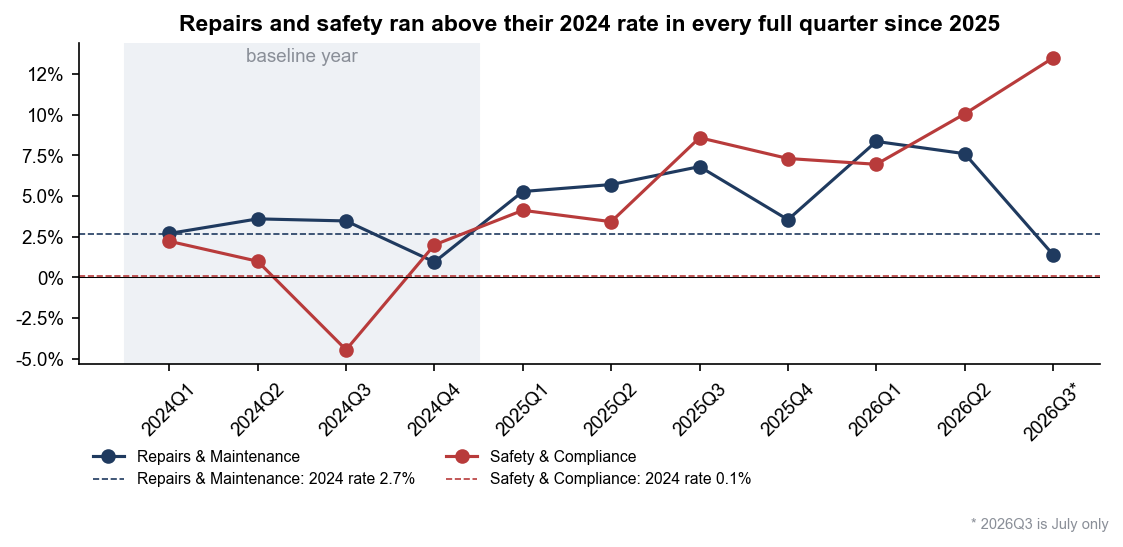 Repairs and safety ran above their 2024 rate in every full quarter since 2025
baseline year
12%
10%
7.5%
5.0%
2.5%
0%
-2.5%
-5.0%
2024Q1
2024Q2
2024Q3
2024Q4
2025Q1
2025Q2
2025Q3
2025Q4
2026Q1
2026Q2
2026Q3*
Repairs & Maintenance
Safety & Compliance
Repairs & Maintenance: 2024 rate 2.7%
Safety & Compliance: 2024 rate 0.1%
* 2026Q3 is July only